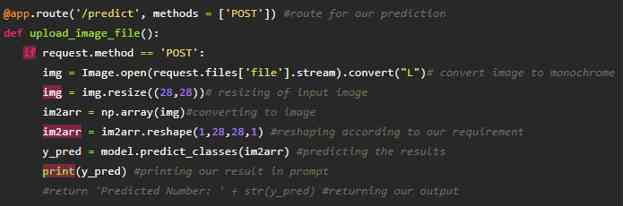 @app.route('/predict', methods = ['POST']) #route for our prediction
def upload_image_file():
if request.method == 'POST':
img = Image.open(request.files['file'].stream).convert("L")# convert image to monochrome
img = img.resize((28,28))# resizing of input image
im2arr = np.array(img)#converting to image
im2arr = im2arr.reshape(1,28,28,1) #reshaping according to our requirement
y_pred = model.predict_classes(im2arr) #predicting the results
print(y_pred) #printing our result in prompt
#return 'Predicted Number: ' + str(y_pred) #returning our output